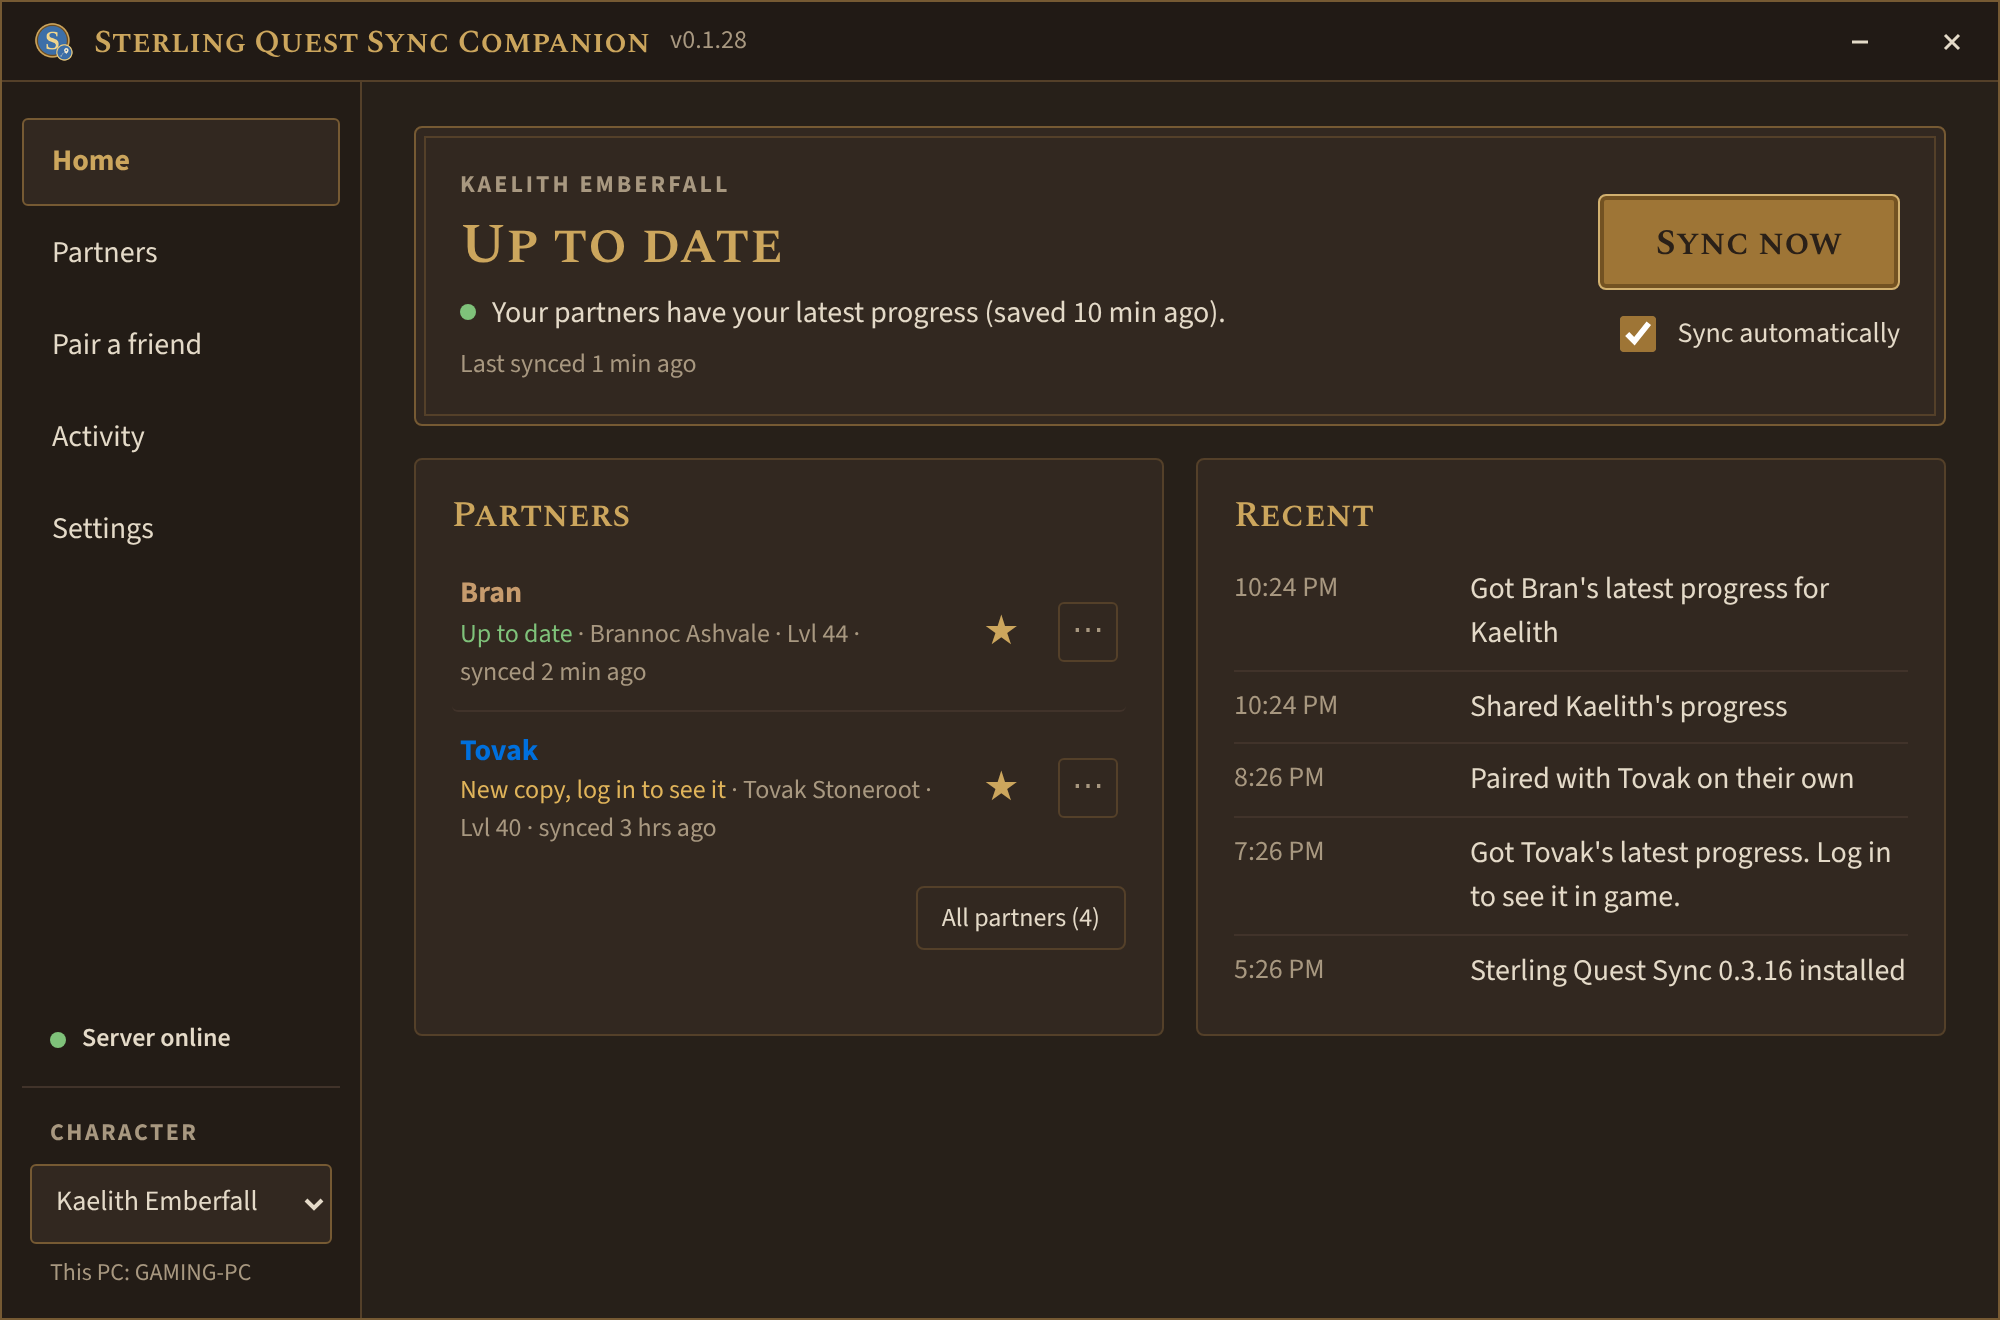 S
STERLING QUEST SYNC COMPANION v0.1.28
Home
Partners
Pair a friend
Activity
Settings
Server online
CHARACTER
Kaelith Emberfall
This PC: GAMING-PC
KAELITH EMBERFALL
UP TO DATE
Your partners have your latest progress (saved 10 min ago).
Last synced 1 min ago
SYNC NOW
Sync automatically
PARTNERS
Bran
Up to date · Brannoc Ashvale · Lvl 44 ·
synced 2 min ago
★ ···
Tovak
New copy, log in to see it · Tovak Stoneroot ·
Lvl 40 · synced 3 hrs ago
★ ···
All partners (4)
RECENT
10:24 PM Got Bran's latest progress for
Kaelith
10:24 PM Shared Kaelith's progress
8:26 PM Paired with Tovak on their own
7:26 PM Got Tovak's latest progress. Log in
to see it in game.
5:26 PM Sterling Quest Sync 0.3.16 installed